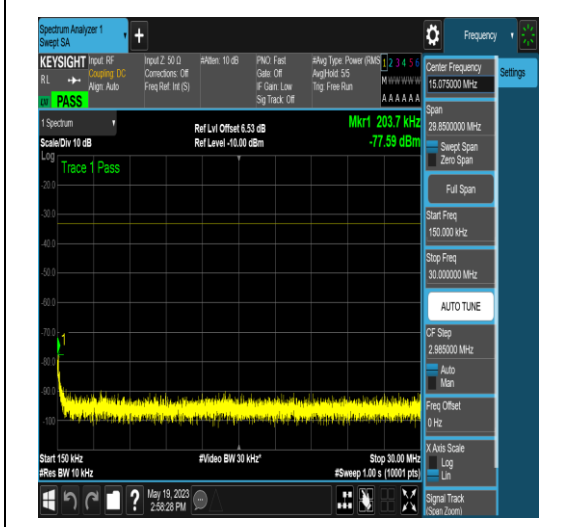 Spectrum Analyzer 1
Swept SA
+
Frequency
KEYSIGHT
RL
PASS
Input: RF
Coupling: DC
Align: Auto
Input Z: 50 Ω
Corrections: Off
Freq Ref: Int (S)
#Atten: 10 dB
PNO: Fast
Gate: Off
IF Gain: Low
Sig Track: Off
#Avg Type: Power (RMS
Avg|Hold: 5/5
Trig: Free Run
1 2 3 4 5 6
M W W W W W
A A A A A A
1 Spectrum
Scale/Div 10 dB
Log
Ref Lvl Offset 6.53 dB
Ref Level -10.00 dBm
Mkr1 203.7 kHz
-77.59 dBm
Trace 1 Pass
-20.0
-30.0
-40.0
-50.0
-60.0
-70.0
1
-80.0
-90.0
-100
Start 150 kHz
#Res BW 10 kHz
#Video BW 30 kHz*
Stop 30.00 MHz
#Sweep 1.00 s (10001 pts)
?
May 19, 2023
2:58:28 PM
Center Frequency
15.075000 MHz
Settings
Span
29.8500000 MHz
Swept Span
Zero Span
Full Span
Start Freq
150.000 kHz
Stop Freq
30.000000 MHz
AUTO TUNE
CF Step
2.985000 MHz
Auto
Man
Freq Offset
0 Hz
X Axis Scale
Log
Lin
Signal Track
(Span Zoom)